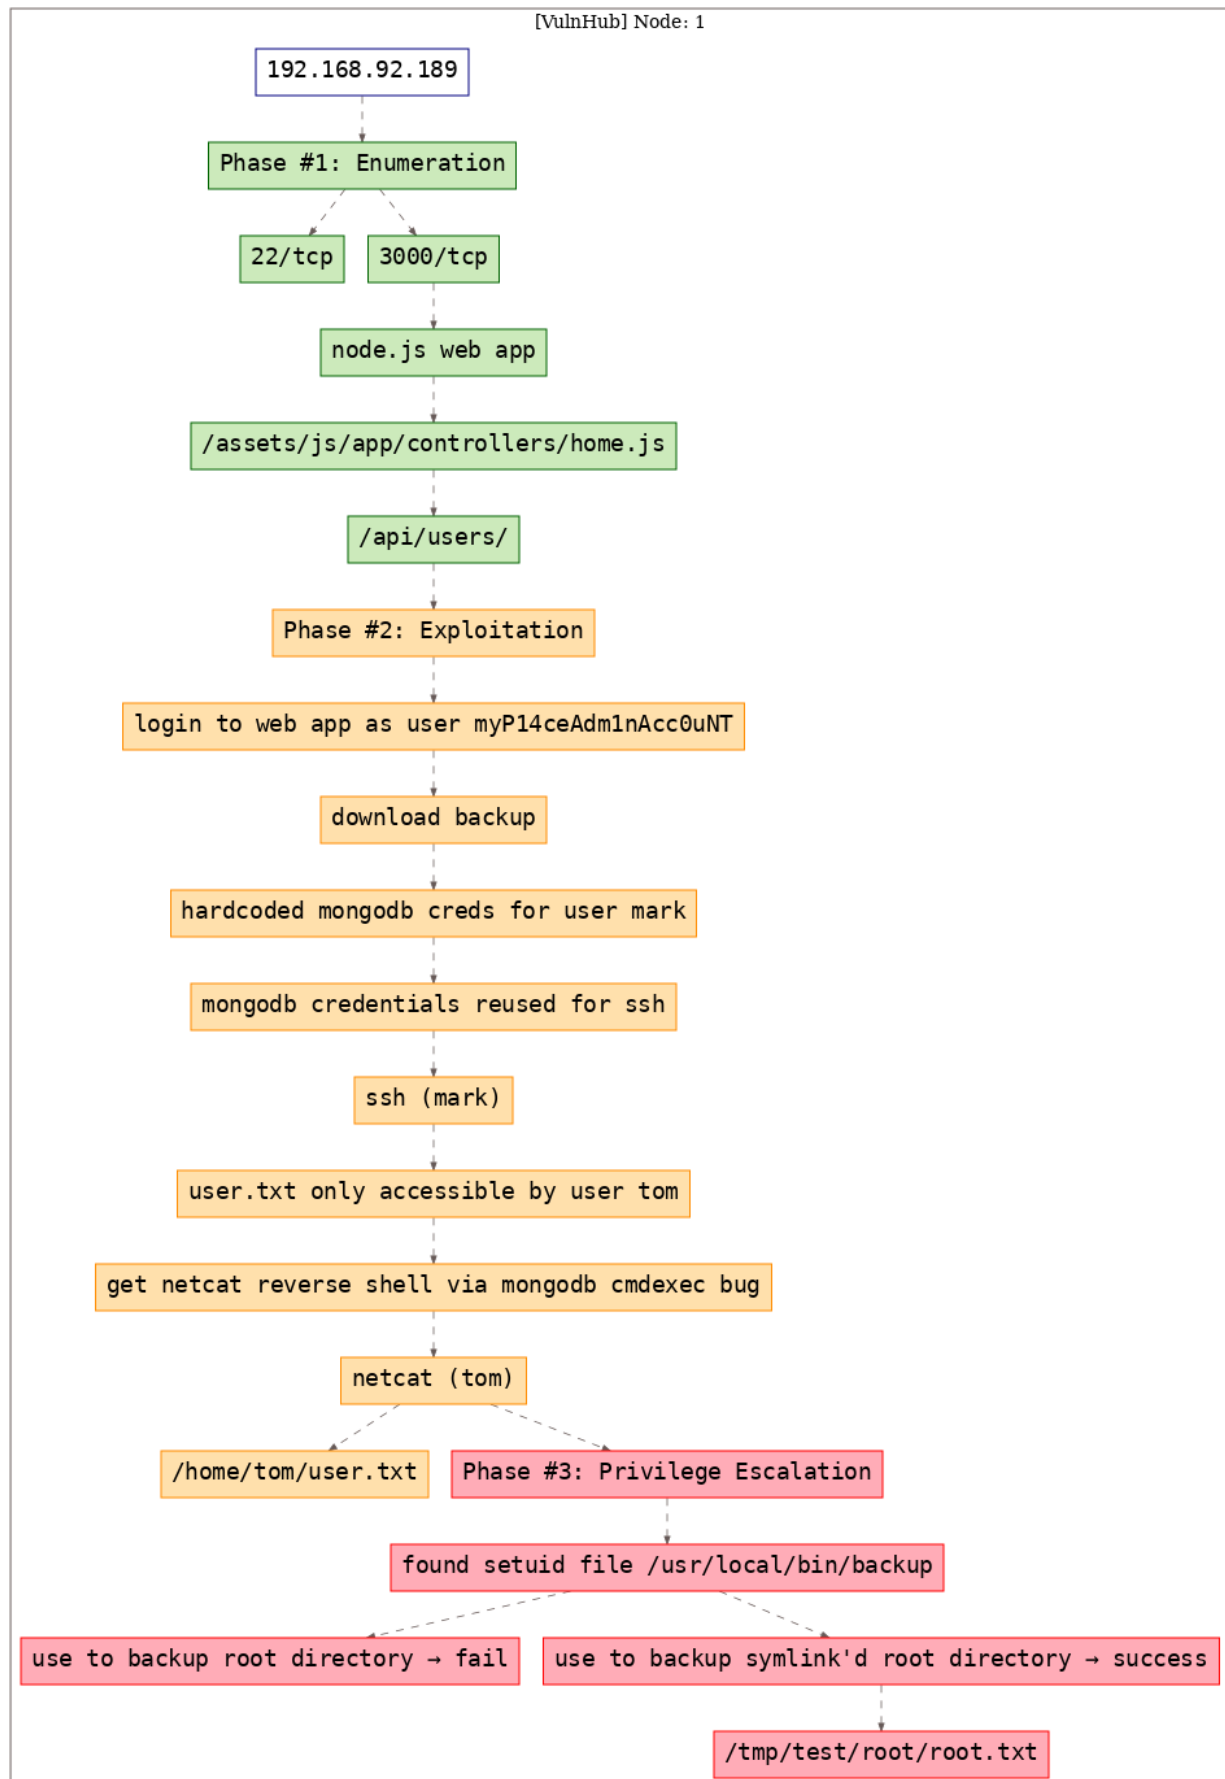 [VulnHub] Node: 1
192.168.92.189
Phase #1: Enumeration
22/tcp
3000/tcp
node.js web app
/assets/js/app/controllers/home.js
/api/users/
Phase #2: Exploitation
login to web app as user myP14ceAdm1nAcc0uNT
download backup
hardcoded mongodb creds for user mark
mongodb credentials reused for ssh
ssh (mark)
user.txt only accessible by user tom
get netcat reverse shell via mongodb cmdexec bug
netcat (tom)
/home/tom/user.txt
Phase #3: Privilege Escalation
found setuid file /usr/local/bin/backup
use to backup root directory → fail
use to backup symlink'd root directory → success
/tmp/test/root/root.txt